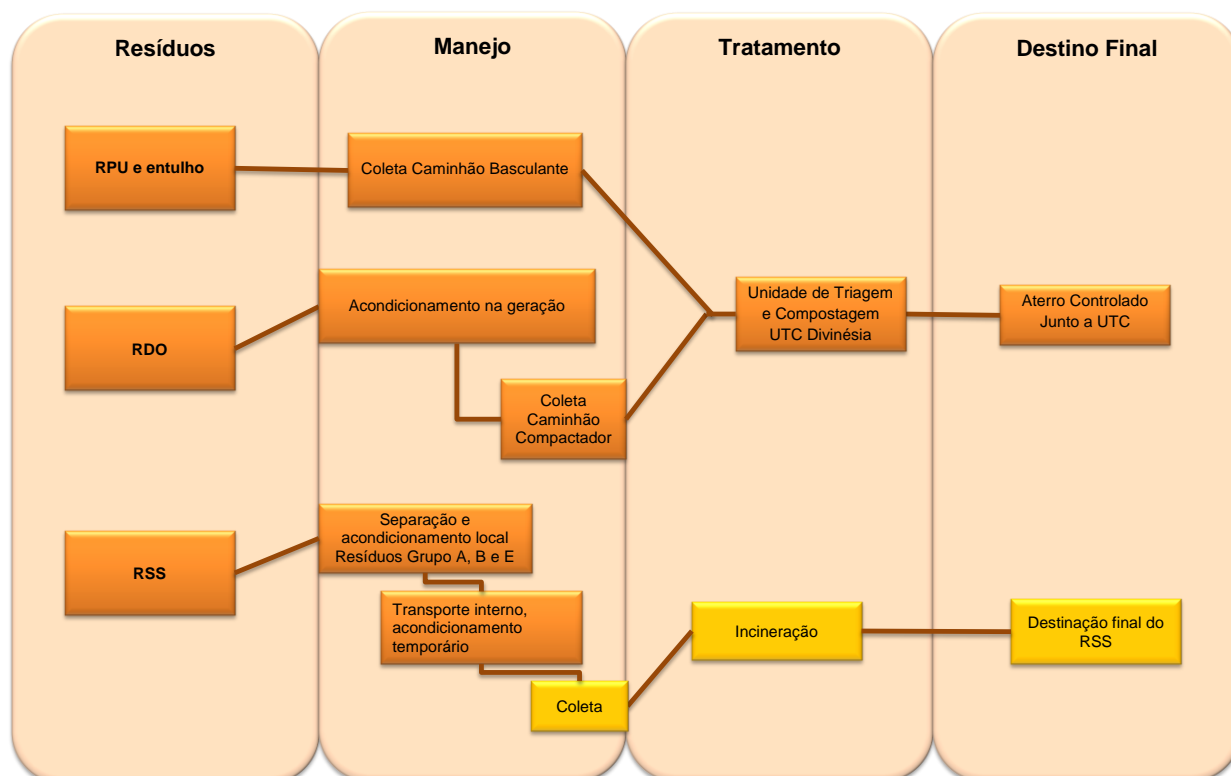 Resíduos
Manejo
Tratamento
Destino Final
RPU e entulho
Coleta Caminhão Basculante
RDO
Acondicionamento na geração
Coleta
Caminhão
Compactador
Unidade de Triagem
e Compostagem
UTC Divinésia
Aterro Controlado
Junto a UTC
RSS
Separação e
acondicionamento local
Resíduos Grupo A, B e E
Transporte interno,
acondicionamento
temporário
Coleta
Incineração
Destinação final do
RSS